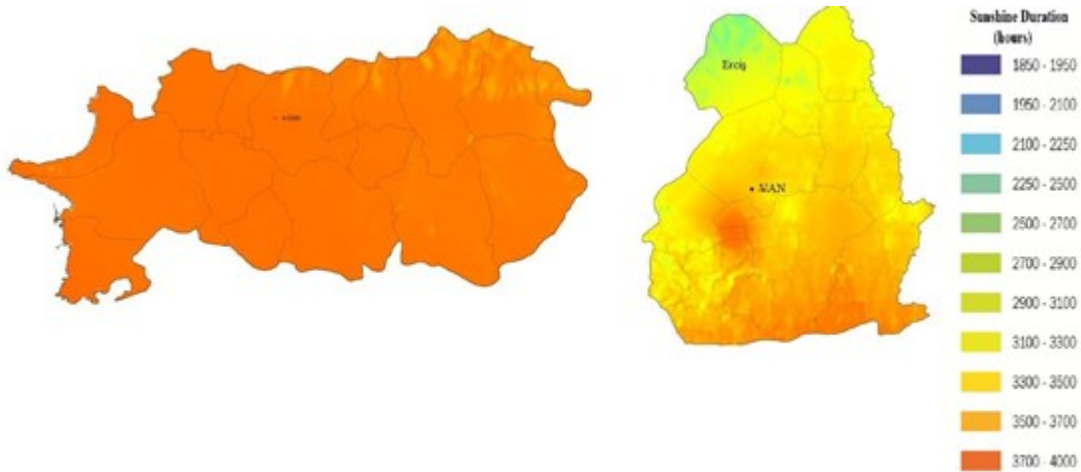 Sunshine Duration
(hours)
1850 - 1950
1950 - 2100
2100 - 2250
2250 - 2500
2500 - 2700
2700 - 2900
2900 - 3100
3100 - 3300
3300 - 3500
3500 - 3700
3700 - 4000
Erciş
VAN